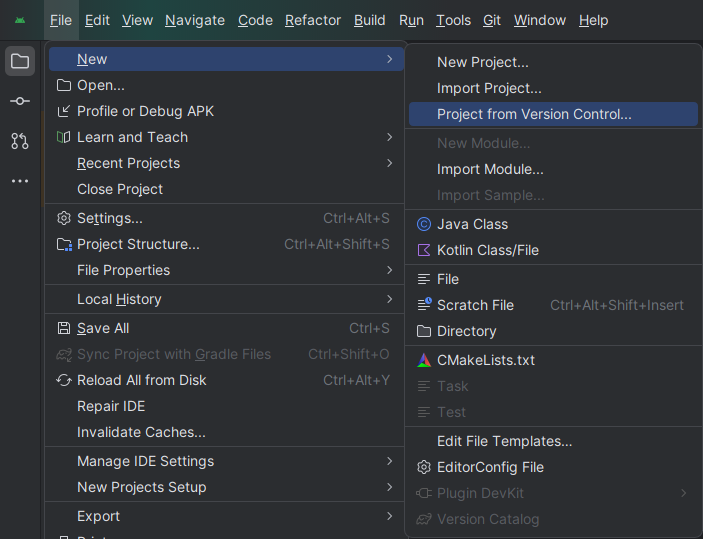 File Edit View Navigate Code Refactor Build Run Tools Git Window Help
New
Open...
Profile or Debug APK
Learn and Teach
Recent Projects
Close Project
Settings... Ctrl+Alt+S
Project Structure... Ctrl+Alt+Shift+S
File Properties
Local History
Save All Ctrl+S
Sync Project with Gradle Files Ctrl+Shift+O
Reload All from Disk Ctrl+Alt+Y
Repair IDE
Invalidate Caches...
Manage IDE Settings
New Projects Setup
Export
New Project...
Import Project...
Project from Version Control...
New Module...
Import Module...
Import Sample...
Java Class
Kotlin Class/File
File
Scratch File Ctrl+Alt+Shift+Insert
Directory
CMakeLists.txt
Task
Test
Edit File Templates...
EditorConfig File
Plugin DevKit
Version Catalog